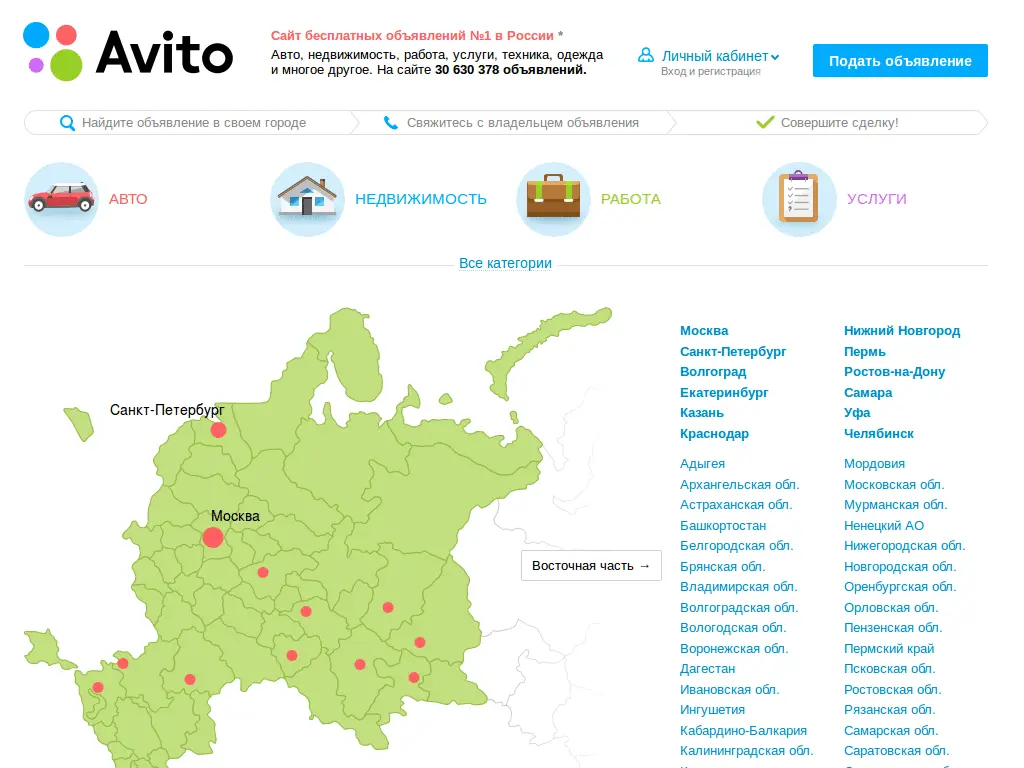 Avito
Сайт бесплатных объявлений №1 в России *
Авто, недвижимость, работа, услуги, техника, одежда
и многое другое. На сайте 30 630 378 объявлений.
Личный кабинет
Вход и регистрация
Подать объявление
Найдите объявление в своем городе
Свяжитесь с владельцем объявления
Совершите сделку!
АВТО
НЕДВИЖИМОСТЬ
РАБОТА
УСЛУГИ
Все категории
Санкт-Петербург
Москва
Восточная часть →
Москва
Санкт-Петербург
Волгоград
Екатеринбург
Казань
Краснодар
Нижний Новгород
Пермь
Ростов-на-Дону
Самара
Уфа
Челябинск
Адыгея
Архангельская обл.
Астраханская обл.
Башкортостан
Белгородская обл.
Брянская обл.
Владимирская обл.
Волгоградская обл.
Вологодская обл.
Воронежская обл.
Дагестан
Ивановская обл.
Ингушетия
Кабардино-Балкария
Калининградская обл.
Мордовия
Московская обл.
Мурманская обл.
Ненецкий АО
Нижегородская обл.
Новгородская обл.
Оренбургская обл.
Орловская обл.
Пензенская обл.
Пермский край
Псковская обл.
Ростовская обл.
Рязанская обл.
Самарская обл.
Саратовская обл.